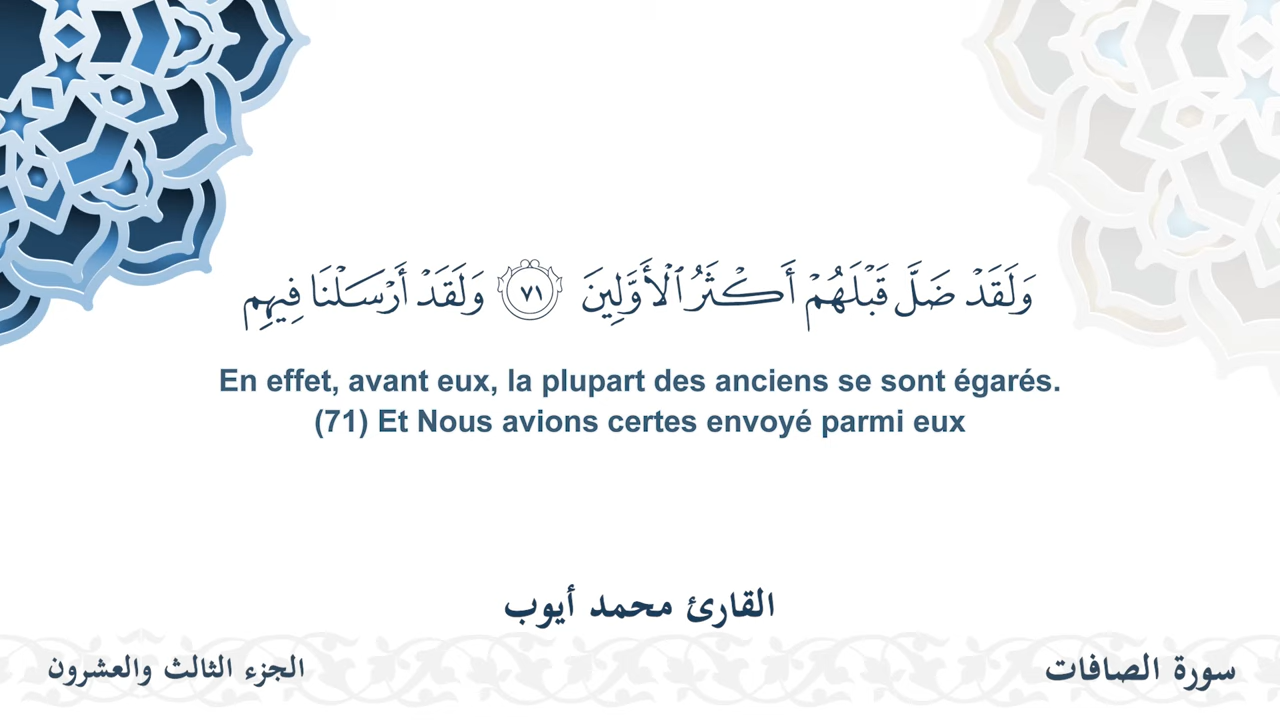 وَلَقَدْ ضَلَّ قَبْلَهُمْ أَكْثَرُ ٱلْأَوَّلِينَ ٧١ وَلَقَدْ أَرْسَلْنَا فِيهِم
En effet, avant eux, la plupart des anciens se sont égarés.
(71) Et Nous avions certes envoyé parmi eux
القارئ محمد أيوب
سورة الصافات
الجزء الثالث والعشرون